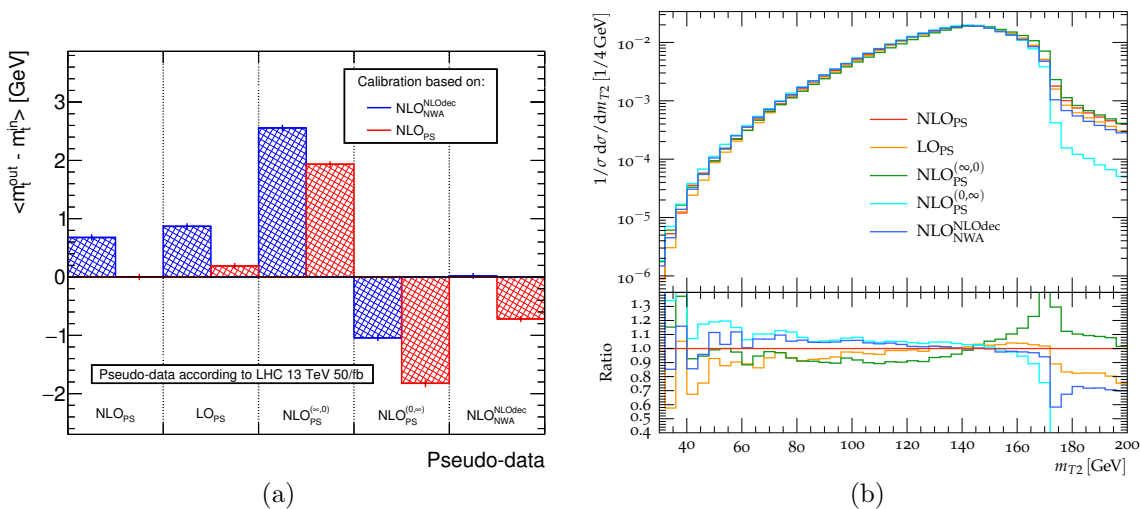 <m_t^out - m_t^in> [GeV]
3
2
1
0
−1
−2
Calibration based on:
NLO_NWA^NLOdec
NLO_PS
Pseudo-data according to LHC 13 TeV 50/fb
NLO_PS LO_PS NLO_PS^(∞,0) NLO_PS^(0,∞) NLO_NWA^NLOdec
Pseudo-data
(a)
1/σ dσ/dm_T2 [1/4 GeV]
10^−2
10^−3
10^−4
10^−5
10^−6
NLO_PS
LO_PS
NLO_PS^(∞,0)
NLO_PS^(0,∞)
NLO_NWA^NLOdec
Ratio
1.3
1.2
1.1
1.0
0.9
0.8
0.7
0.6
0.5
0.4
40 60 80 100 120 140 160 180 200
m_T2 [GeV]
(b)